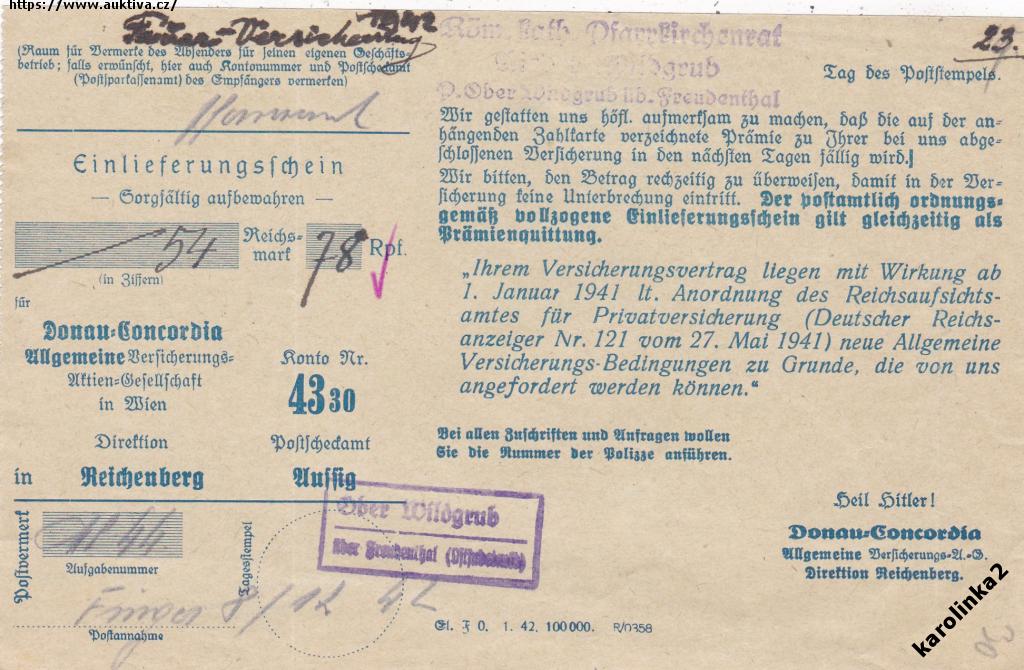 https://www.auktiva.cz/
Feuer-Versicherung
1942
(Raum für Vermerke des Absenders für seinen eigenen Geschäfts-
betrieb; falls erwünscht, hier auch Kontonummer und Postscheckamt
(Postsparkassenamt) des Empfängers vermerken)
Einlieferungsschein
— Sorgfältig aufbewahren —
54 Reichs-
mark 78 Rpf.
(in Ziffern)
für
Donau-Concordia
Allgemeine Versicherungs-
Aktien-Gesellschaft
in Wien
Konto Nr.
4330
Direktion Postscheckamt
in Reichenberg Aussig
Postvermerk
Aufgabenummer
Tagesstempel
8/12 42
Postannahme
Röm. kath. Pfarrkirchenrat
Wildgrub
P. Ober Wildgrub üb. Freudenthal
23.
Tag des Poststempels.
Wir gestatten uns höfl. aufmerksam zu machen, daß die auf der an-
hängenden Zahlkarte verzeichnete Prämie zu Ihrer bei uns abge-
schlossenen Versicherung in den nächsten Tagen fällig wird.]
Wir bitten, den Betrag rechzeitig zu überweisen, damit in der Ver-
sicherung keine Unterbrechung eintritt. Der postamtlich ordnungs-
gemäß vollzogene Einlieferungsschein gilt gleichzeitig als
Prämienquittung.
„Ihrem Versicherungsvertrag liegen mit Wirkung ab
1. Januar 1941 lt. Anordnung des Reichsaufsichts-
amtes für Privatversicherung (Deutscher Reichs-
anzeiger Nr. 121 vom 27. Mai 1941) neue Allgemeine
Versicherungs-Bedingungen zu Grunde, die von uns
angefordert werden können.“
Bei allen Zuschriften und Anfragen wollen
Sie die Nummer der Polizze anführen.
Heil Hitler!
Donau-Concordia
Allgemeine Versicherungs-A.-G.
Direktion Reichenberg.
Ober Wildgrub
über Freudenthal (Ostsudetenld)
El. F 0. 1. 42. 100000. R/0358
karolinka2